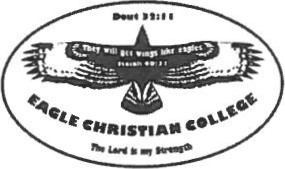 Deut 32:11
They will get wings like eagles
Isaiah 40:31
EAGLE CHRISTIAN COLLEGE
The Lord is my Strength